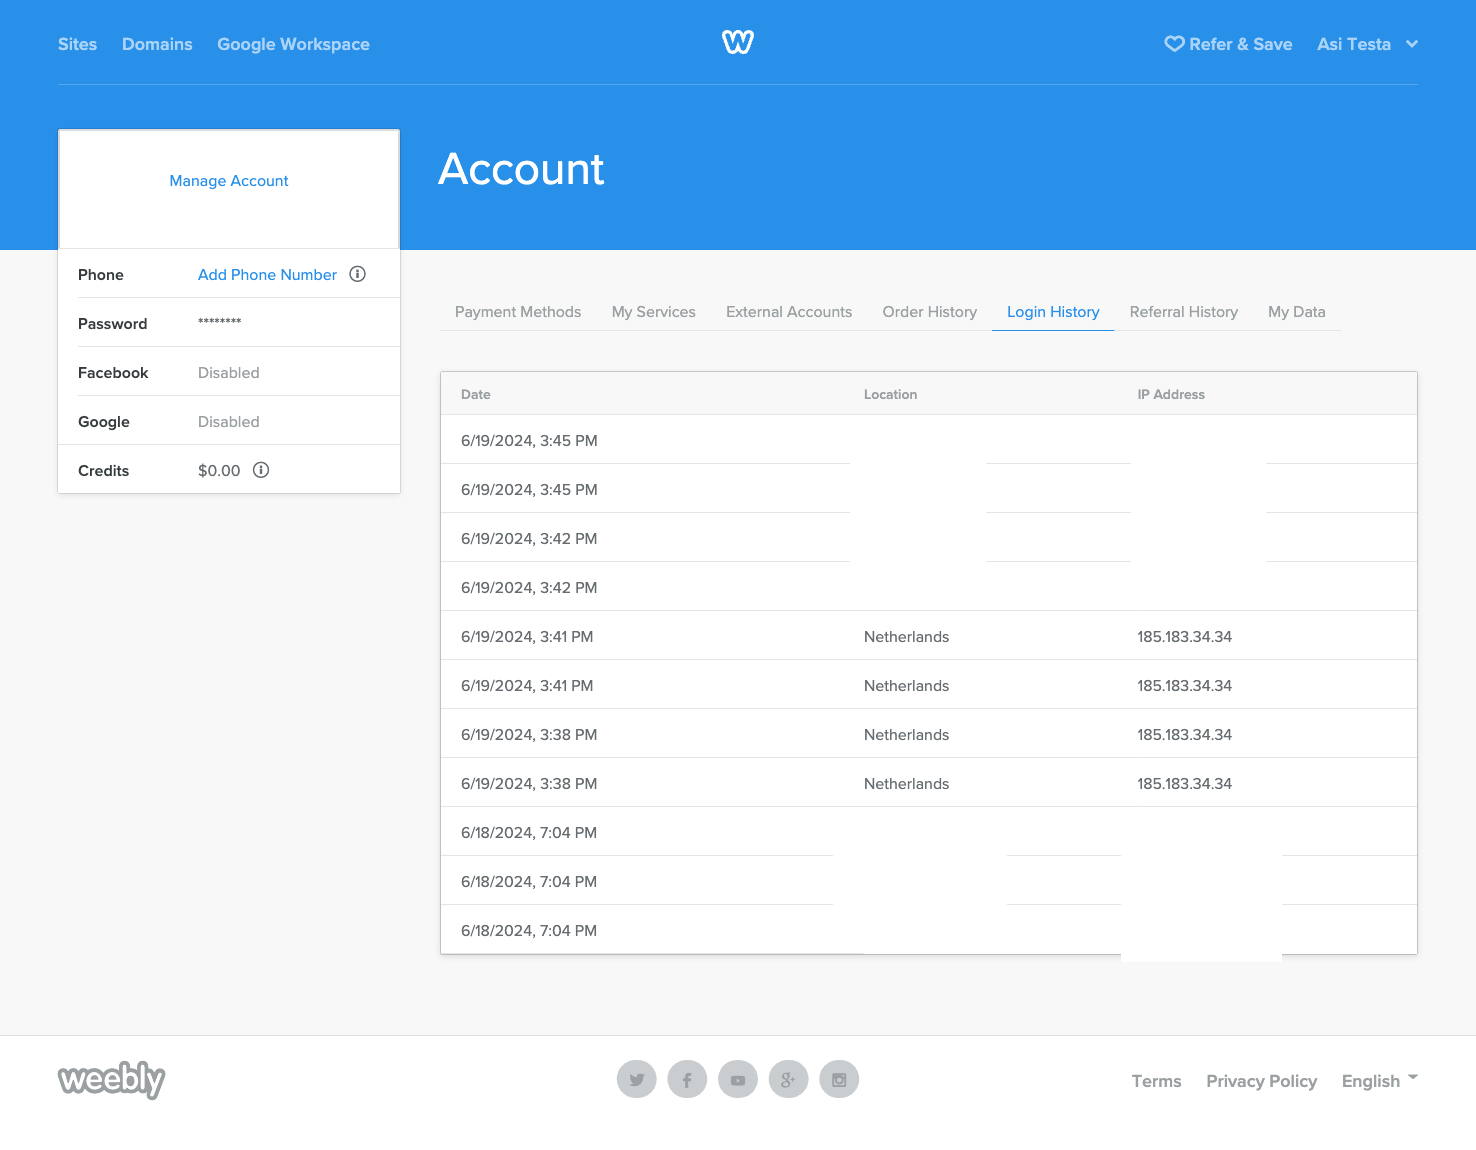 Sites Domains Google Workspace W Refer & Save Asi Testa
Manage Account
Account
Phone Add Phone Number
Password ********
Facebook Disabled
Google Disabled
Credits $0.00
Payment Methods My Services External Accounts Order History Login History Referral History My Data
Date Location IP Address
6/19/2024, 3:45 PM
6/19/2024, 3:45 PM
6/19/2024, 3:42 PM
6/19/2024, 3:42 PM
6/19/2024, 3:41 PM Netherlands 185.183.34.34
6/19/2024, 3:41 PM Netherlands 185.183.34.34
6/19/2024, 3:38 PM Netherlands 185.183.34.34
6/19/2024, 3:38 PM Netherlands 185.183.34.34
6/18/2024, 7:04 PM
6/18/2024, 7:04 PM
6/18/2024, 7:04 PM
weebly Terms Privacy Policy English